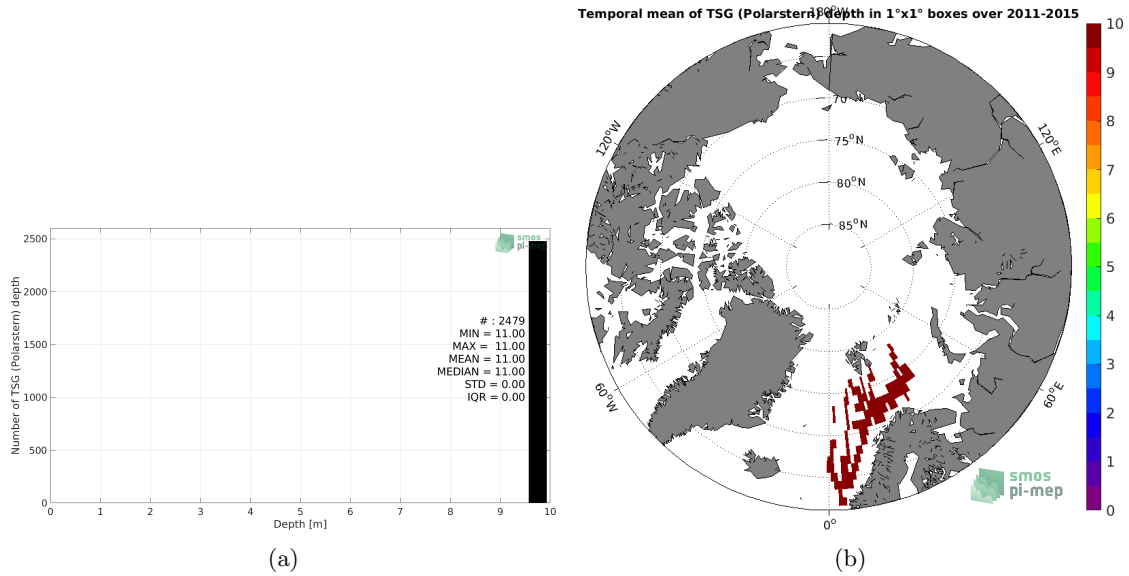 2500
2000
1500
1000
500
0
Number of TSG (Polarstern) depth
smos
pi-mep
# : 2479
MIN = 11.00
MAX = 11.00
MEAN = 11.00
MEDIAN = 11.00
STD = 0.00
IQR = 0.00
0 1 2 3 4 5 6 7 8 9 10
Depth [m]
(a)
Temporal mean of TSG (Polarstern) depth in 1°x1° boxes over 2011-2015
180°W
120°W
120°E
60°W
60°E
0°
70°N
75°N
80°N
85°N
smos
pi-mep
10
9
8
7
6
5
4
3
2
1
0
(b)